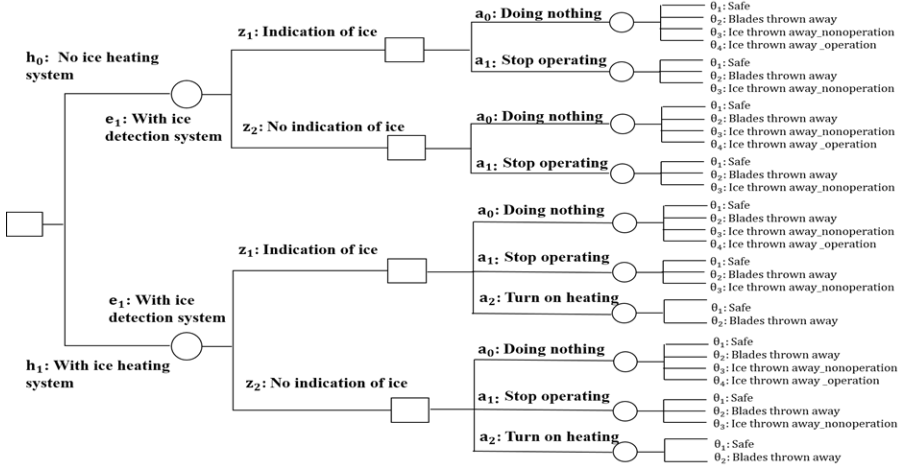 h₀: No ice heating
system
e₁: With ice
detection system
z₁: Indication of ice
a₀: Doing nothing
θ₁: Safe
θ₂: Blades thrown away
θ₃: Ice thrown away_nonoperation
θ₄: Ice thrown away _operation
a₁: Stop operating
θ₁: Safe
θ₂: Blades thrown away
θ₃: Ice thrown away_nonoperation
z₂: No indication of ice
a₀: Doing nothing
θ₁: Safe
θ₂: Blades thrown away
θ₃: Ice thrown away_nonoperation
θ₄: Ice thrown away _operation
a₁: Stop operating
θ₁: Safe
θ₂: Blades thrown away
θ₃: Ice thrown away_nonoperation
h₁: With ice heating
system
e₁: With ice
detection system
z₁: Indication of ice
a₀: Doing nothing
θ₁: Safe
θ₂: Blades thrown away
θ₃: Ice thrown away_nonoperation
θ₄: Ice thrown away _operation
a₁: Stop operating
θ₁: Safe
θ₂: Blades thrown away
θ₃: Ice thrown away_nonoperation
a₂: Turn on heating
θ₁: Safe
θ₂: Blades thrown away
z₂: No indication of ice
a₀: Doing nothing
θ₁: Safe
θ₂: Blades thrown away
θ₃: Ice thrown away_nonoperation
θ₄: Ice thrown away _operation
a₁: Stop operating
θ₁: Safe
θ₂: Blades thrown away
θ₃: Ice thrown away_nonoperation
a₂: Turn on heating
θ₁: Safe
θ₂: Blades thrown away